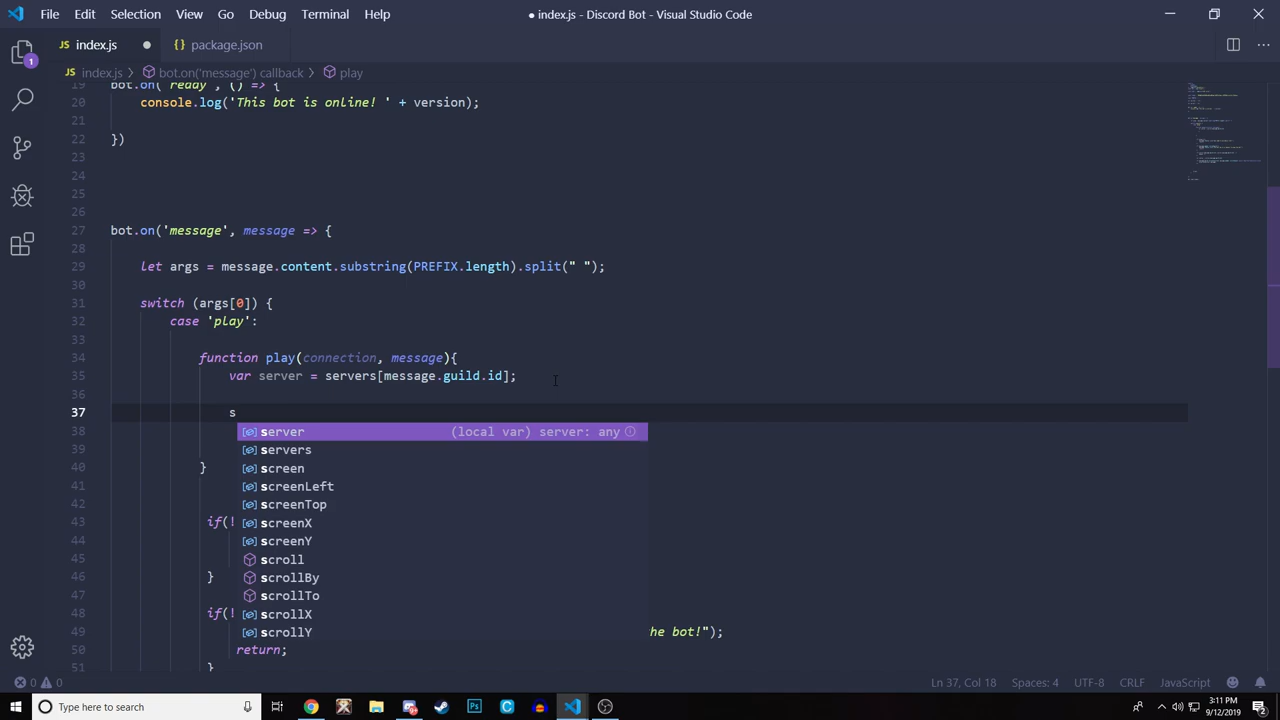 File Edit Selection View Go Debug Terminal Help
● index.js - Discord Bot - Visual Studio Code
1
JS index.js ●
{} package.json
JS index.js > bot.on('message') callback > play
19 bot.on('ready', () => {
20 console.log('This bot is online! ' + version);
21
22 })
23
24
25
26
27 bot.on('message', message => {
28
29 let args = message.content.substring(PREFIX.length).split(" ");
30
31 switch (args[0]) {
32 case 'play':
33
34 function play(connection, message){
35 var server = servers[message.guild.id];
36
37 s
38 server (local var) server: any
39 servers
screen
40 }
screenLeft
41
screenTop
42
43 if(! screenX
44 screenY
45 scroll
46 } scrollBy
47 scrollTo
48 if(! scrollX
49 scrollY he bot!");
50 return;
51 }
0 0
Ln 37, Col 18 Spaces: 4 UTF-8 CRLF JavaScript
Type here to search
3:11 PM
9/12/2019
2